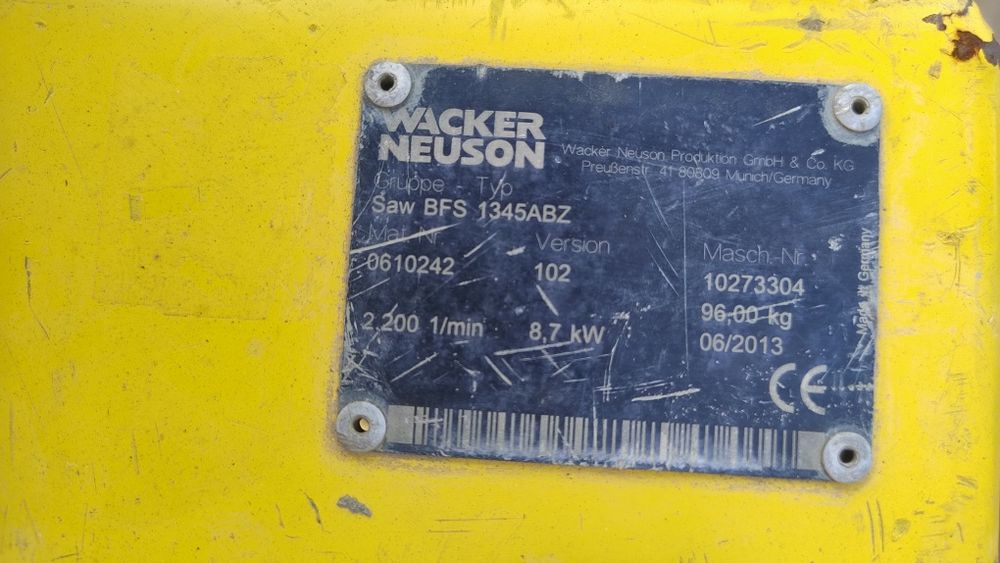 WACKER
NEUSON
Wacker Neuson Produktion GmbH & Co. KG
Preußenstr. 41 80809 Munich/Germany
Gruppe - Typ
Saw BFS 1345ABZ
Mat.-Nr.
0610242
Version
102
Masch.-Nr.
10273304
2.200 1/min
8,7 kW
96,00 kg
06/2013
Made in Germany
CE